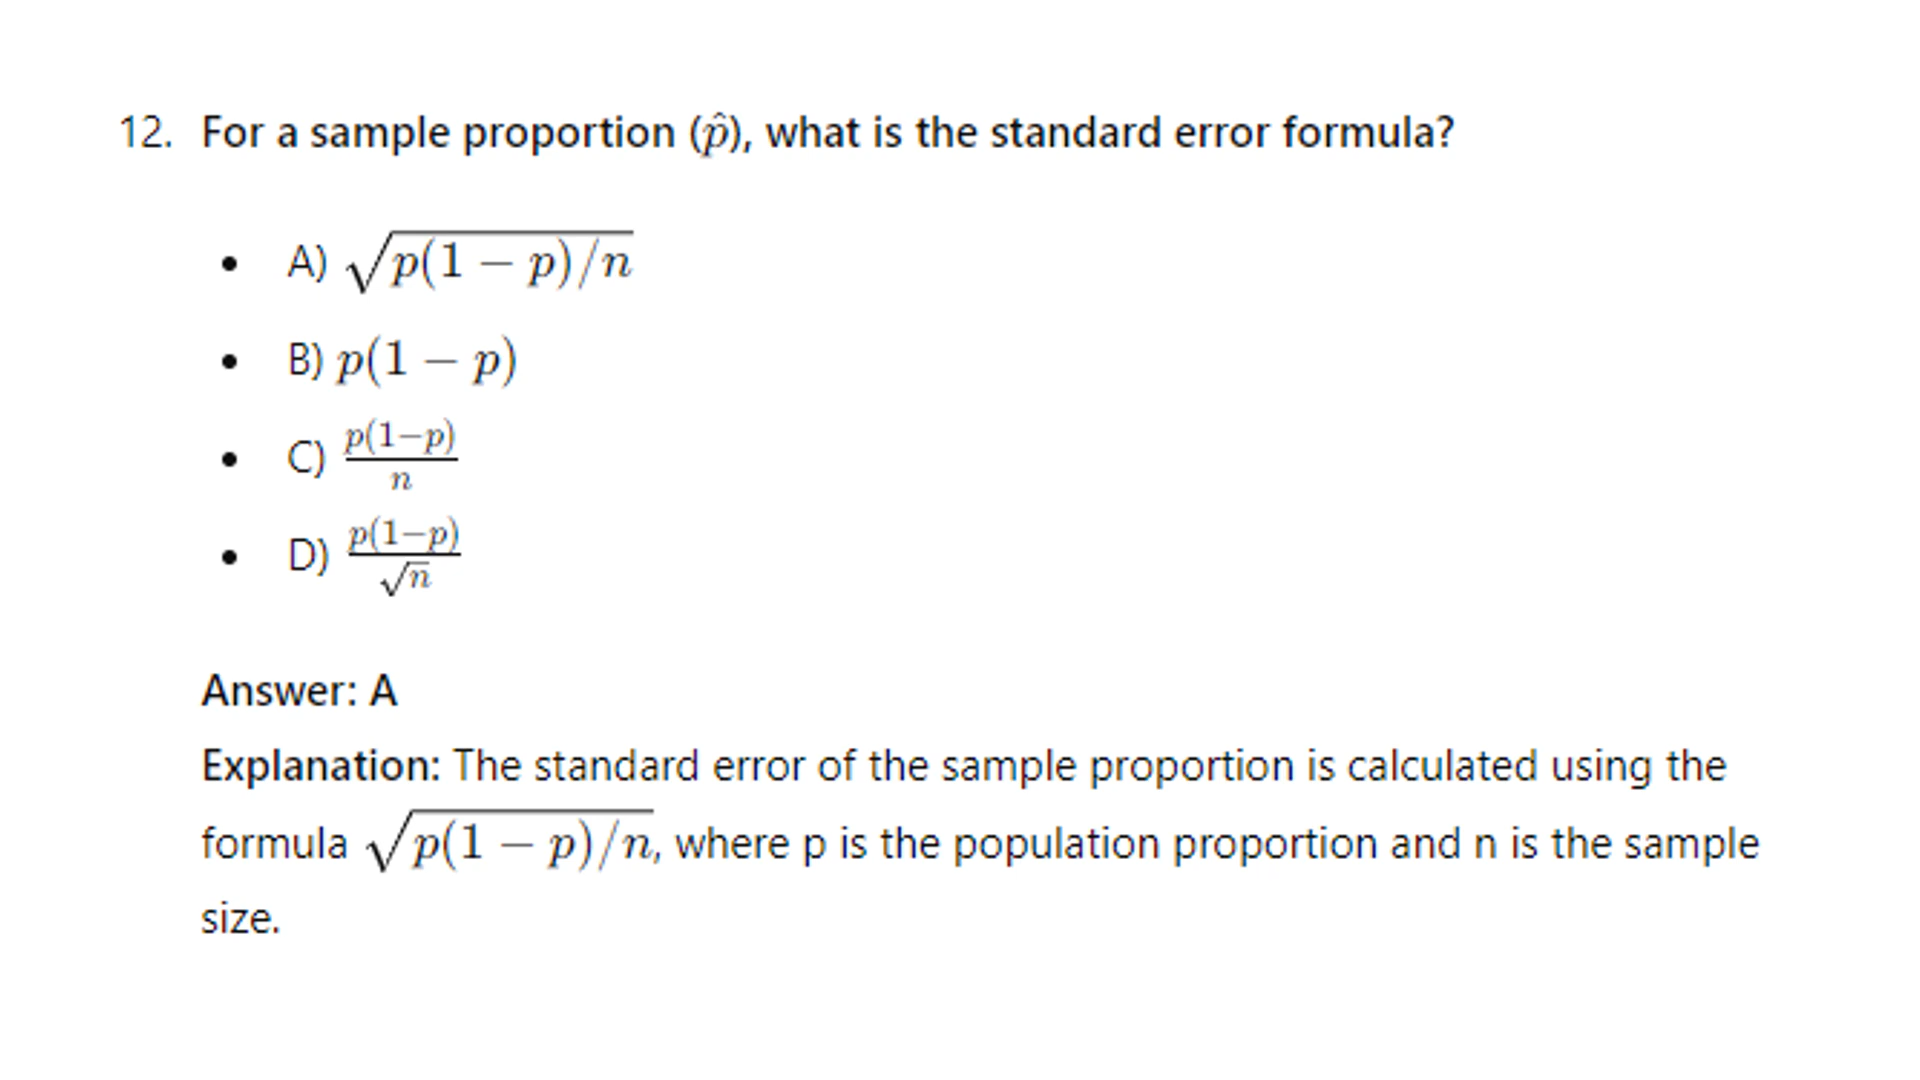 12. For a sample proportion (p̂), what is the standard error formula?
• A) √(p(1 − p)/n)
• B) p(1 − p)
• C) p(1−p)/n
• D) p(1−p)/√n
Answer: A
Explanation: The standard error of the sample proportion is calculated using the
formula √(p(1 − p)/n), where p is the population proportion and n is the sample
size.